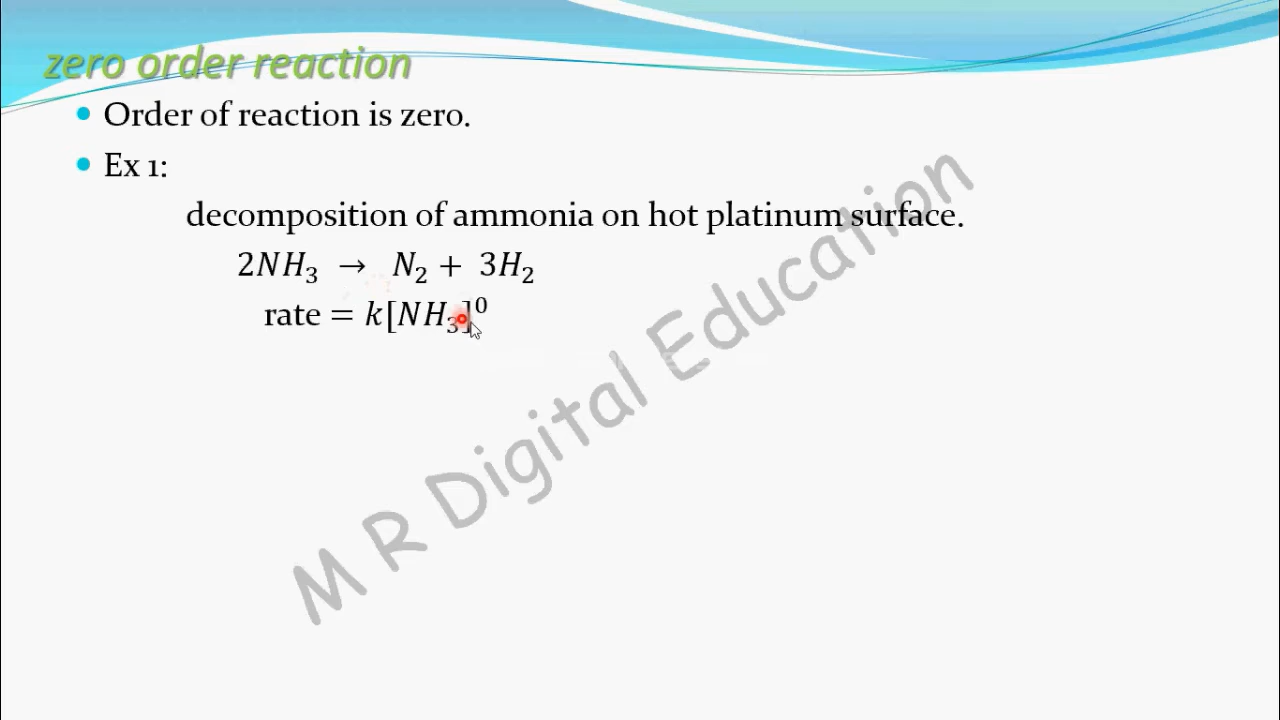 zero order reaction
Order of reaction is zero.
Ex 1:
decomposition of ammonia on hot platinum surface.
2NH₃ → N₂ + 3H₂
rate = k[NH₃]⁰
M R Digital Education